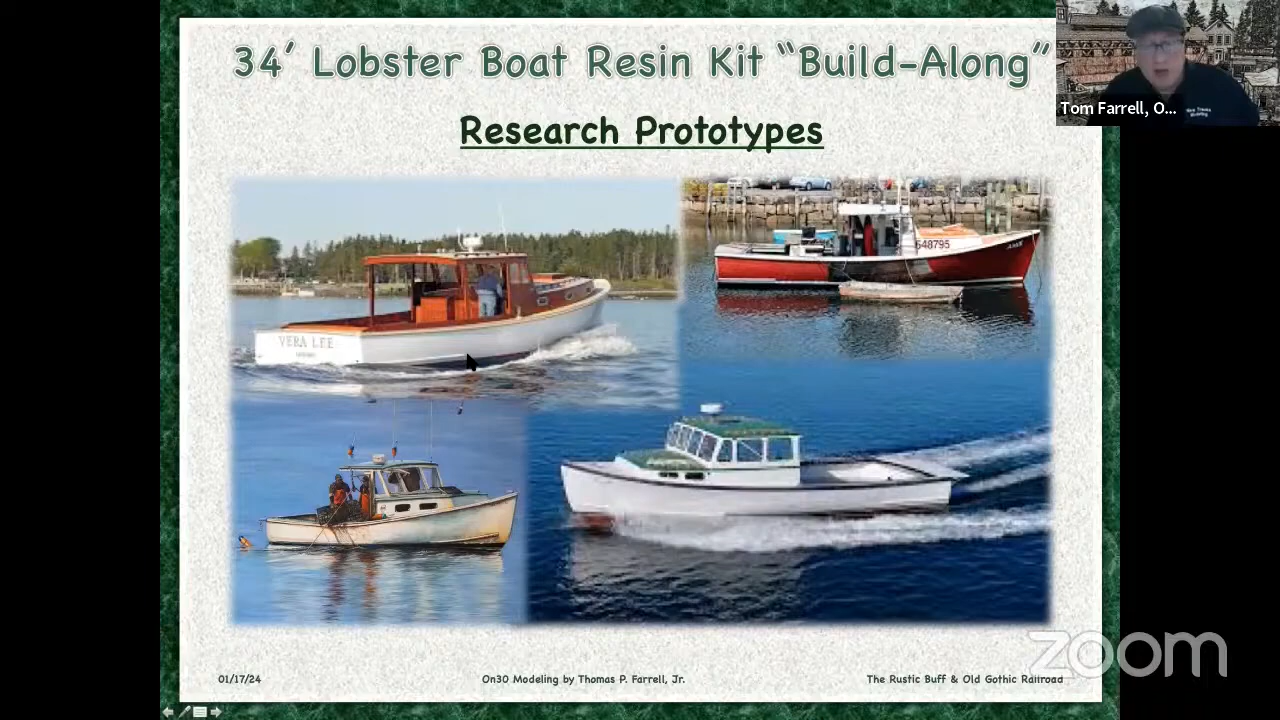 34' Lobster Boat Resin Kit “Build-Along”
Tom Farrell, O...
Research Prototypes
548795
VERA LEE
01/17/24
On30 Modeling by Thomas P. Farrell, Jr.
The Rustic Buff & Old Gothic Railroad
zoom